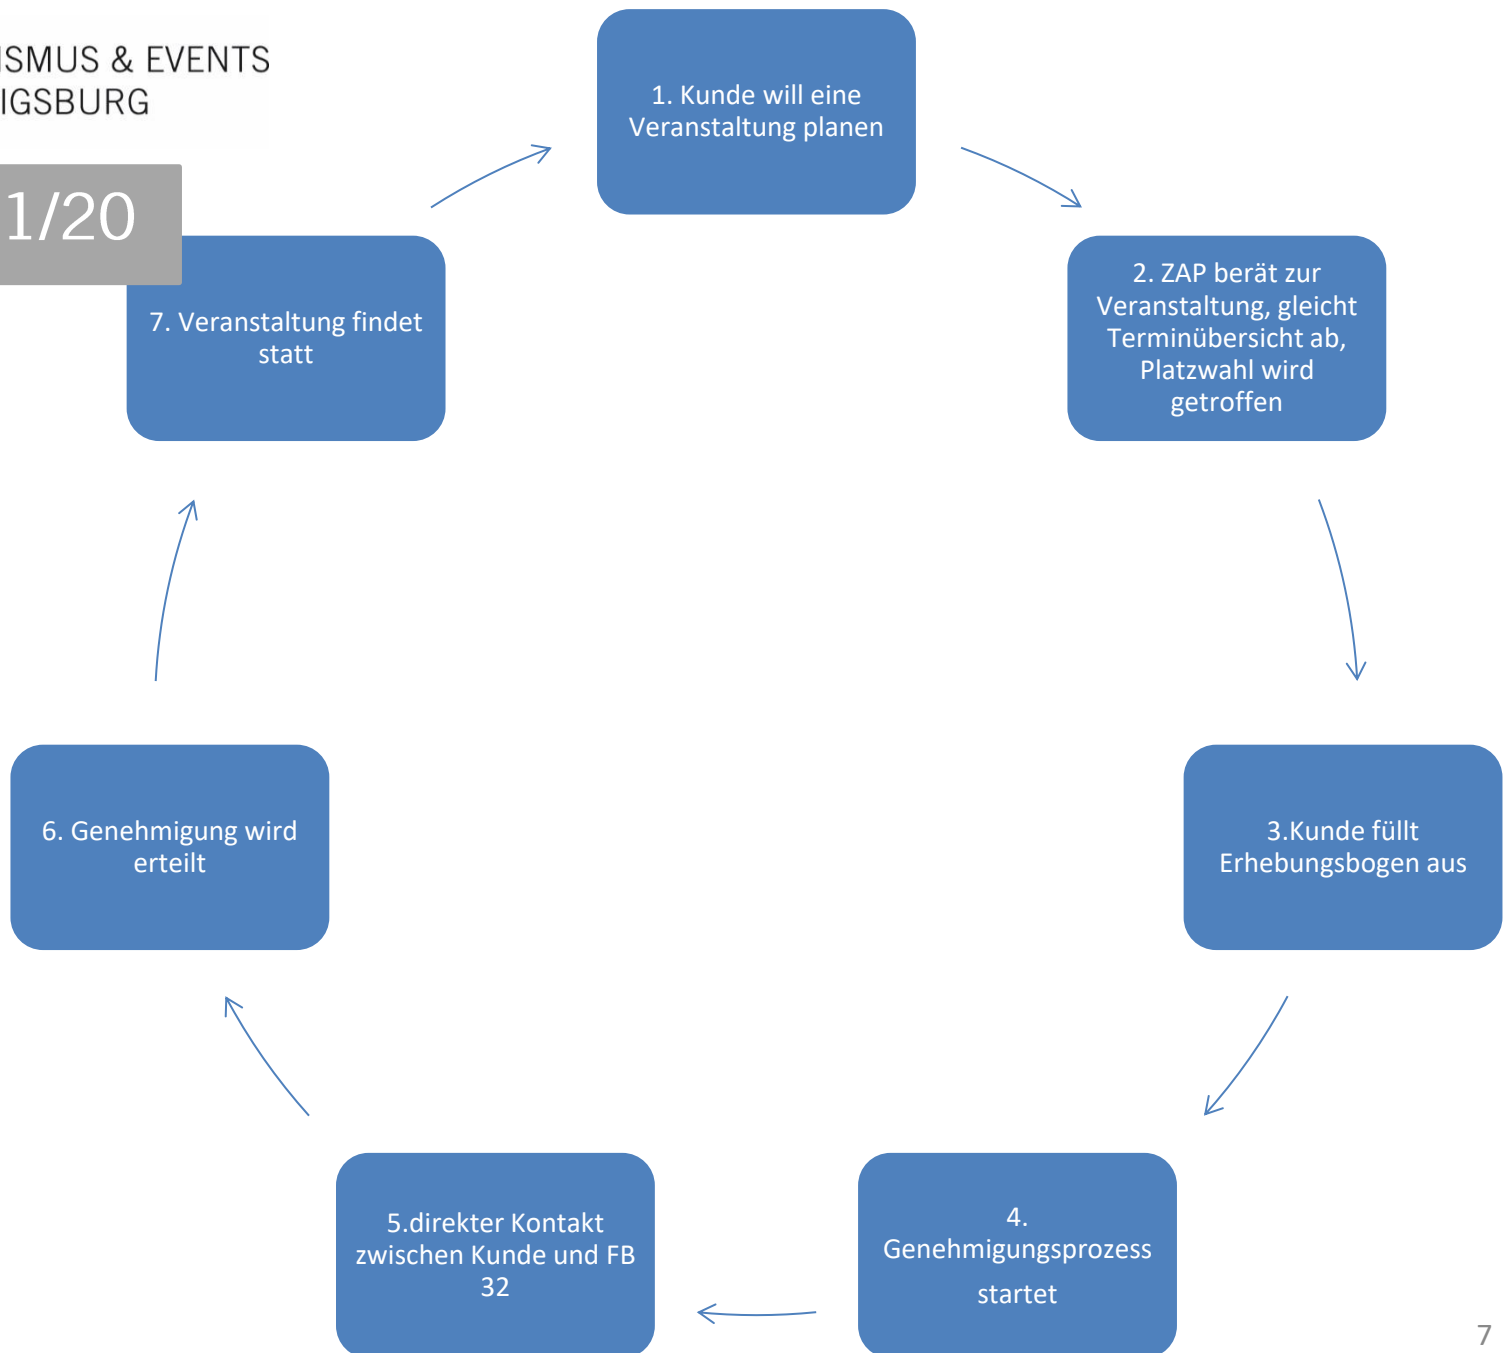 ISMUS & EVENTS
IGSBURG
1/20
1. Kunde will eine
Veranstaltung planen
2. ZAP berät zur
Veranstaltung, gleicht
Terminübersicht ab,
Platzwahl wird
getroffen
3.Kunde füllt
Erhebungsbogen aus
4.
Genehmigungsprozess
startet
5.direkter Kontakt
zwischen Kunde und FB
32
6. Genehmigung wird
erteilt
7. Veranstaltung findet
statt
7